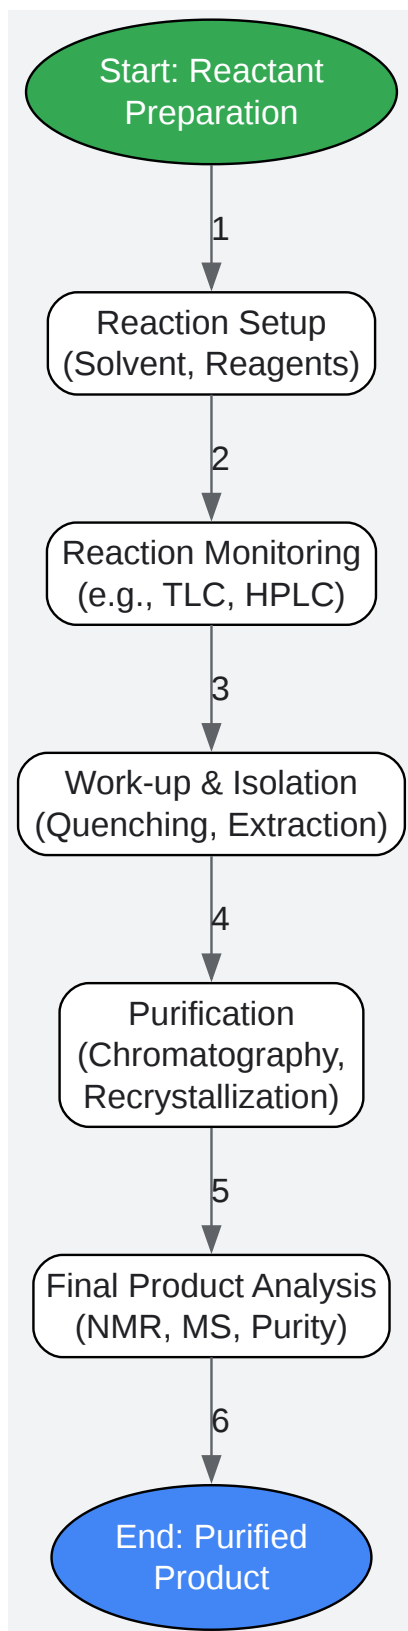 Start: Reactant
Preparation
1
Reaction Setup
(Solvent, Reagents)
2
Reaction Monitoring
(e.g., TLC, HPLC)
3
Work-up & Isolation
(Quenching, Extraction)
4
Purification
(Chromatography,
Recrystallization)
5
Final Product Analysis
(NMR, MS, Purity)
6
End: Purified
Product